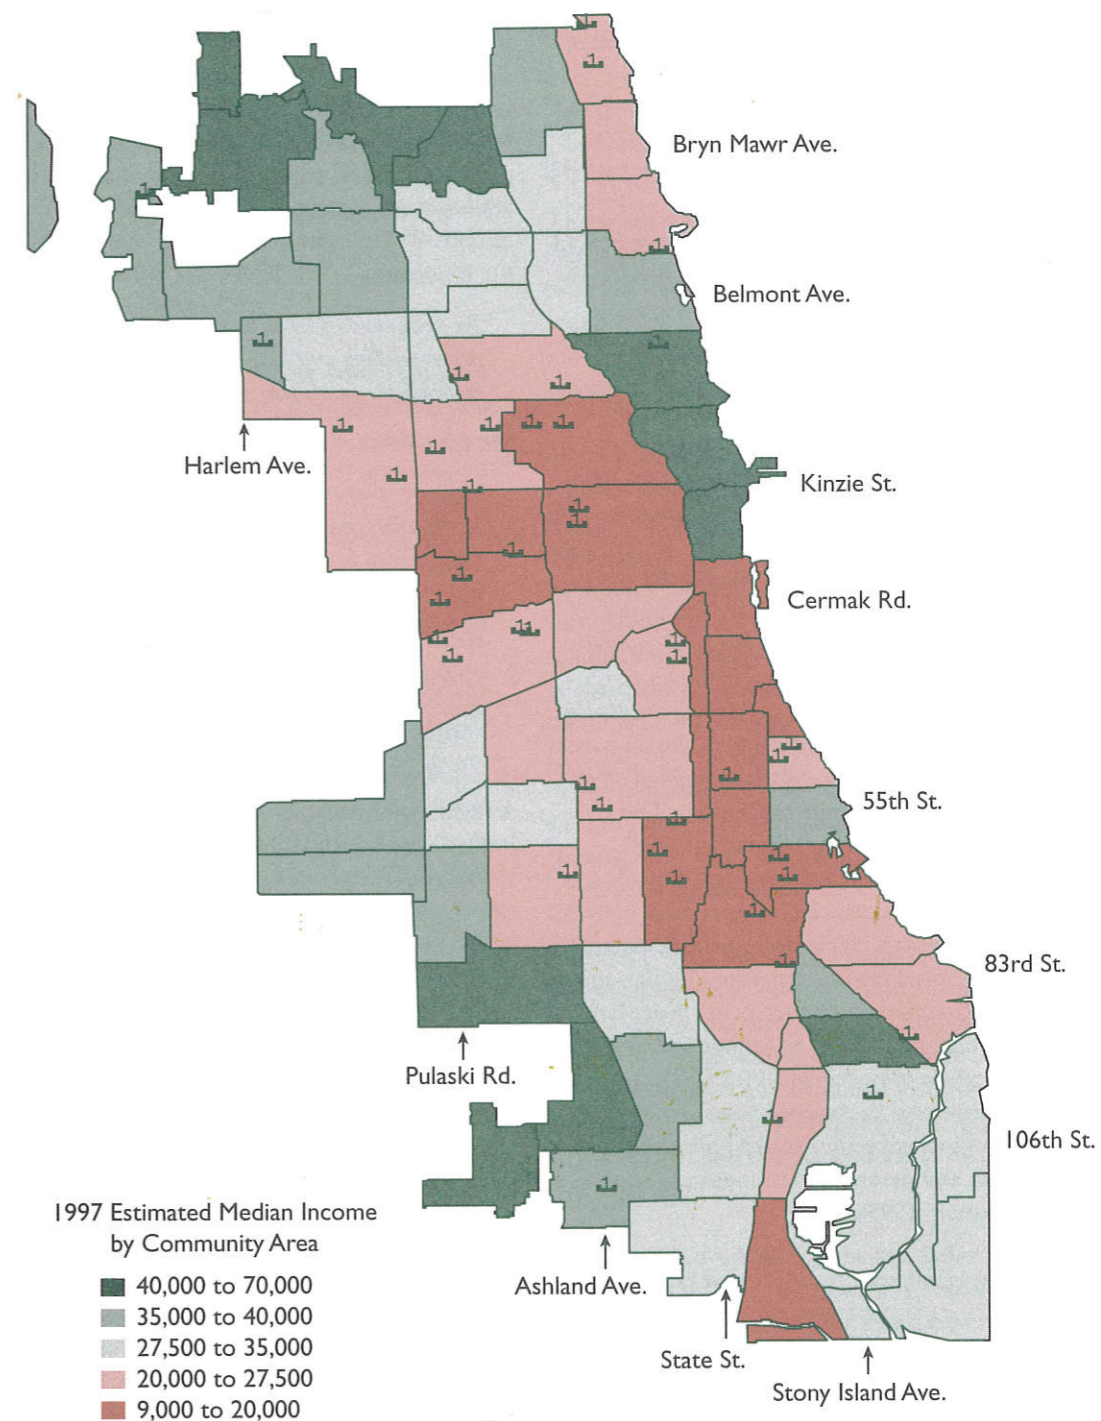 Bryn Mawr Ave.
Belmont Ave.
Harlem Ave.
Kinzie St.
Cermak Rd.
55th St.
83rd St.
Pulaski Rd.
106th St.
1997 Estimated Median Income
by Community Area
40,000 to 70,000
35,000 to 40,000
27,500 to 35,000
20,000 to 27,500
9,000 to 20,000
Ashland Ave.
State St.
Stony Island Ave.